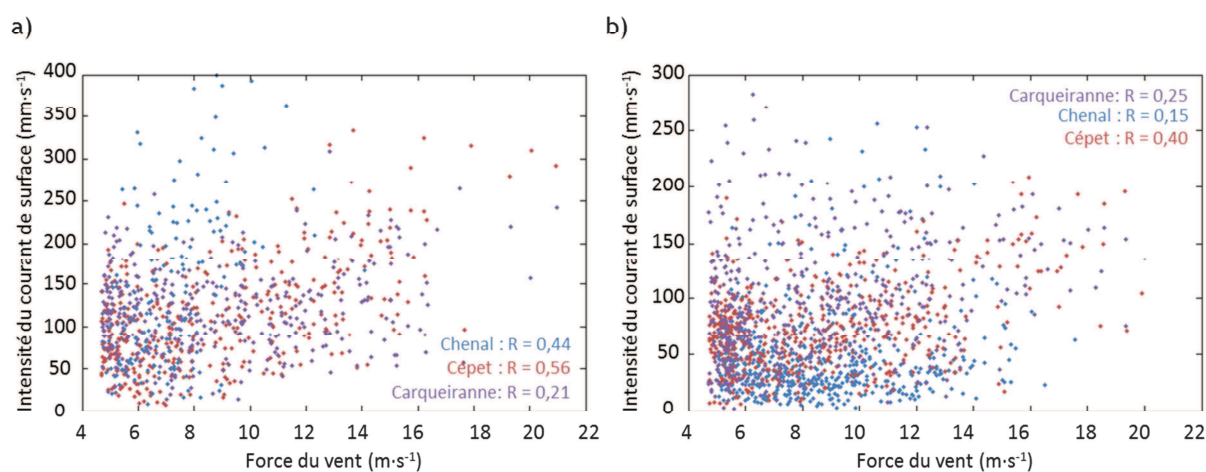 a)
Intensité du courant de surface (mm·s⁻¹)
400
350
300
250
200
150
100
50
0
Chenal : R = 0,44
Cépet : R = 0,56
Carqueiranne: R = 0,21
4 6 8 10 12 14 16 18 20 22
Force du vent (m·s⁻¹)
b)
Intensité du courant de surface (mm·s⁻¹)
300
250
200
150
100
50
0
Carqueiranne: R = 0,25
Chenal : R = 0,15
Cépet : R = 0,40
4 6 8 10 12 14 16 18 20 22
Force du vent (m·s⁻¹)